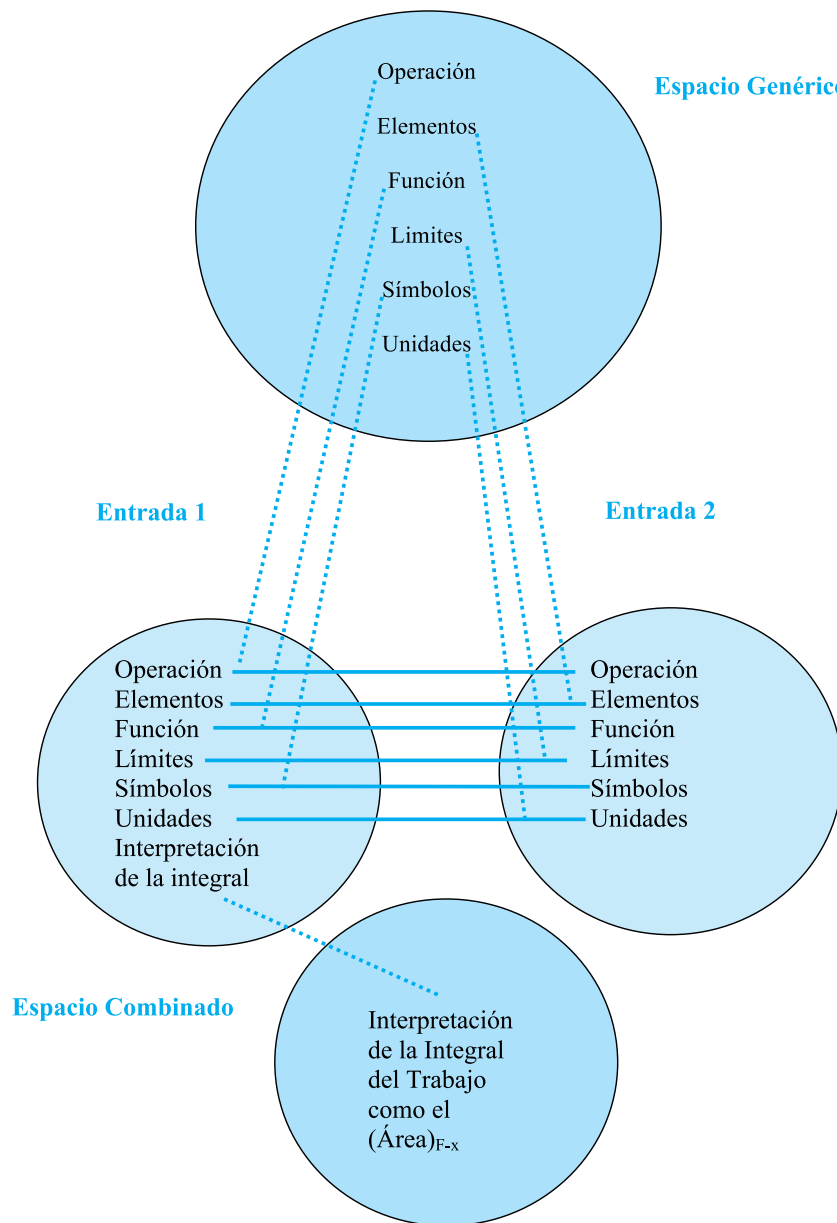 Operación
Espacio Genérico
Elementos
Función
Limites
Símbolos
Unidades
Entrada 1
Entrada 2
Operación
Elementos
Función
Límites
Símbolos
Unidades
Interpretación
de la integral
Operación
Elementos
Función
Límites
Símbolos
Unidades
Espacio Combinado
Interpretación
de la Integral
del Trabajo
como el
(Área)F-x